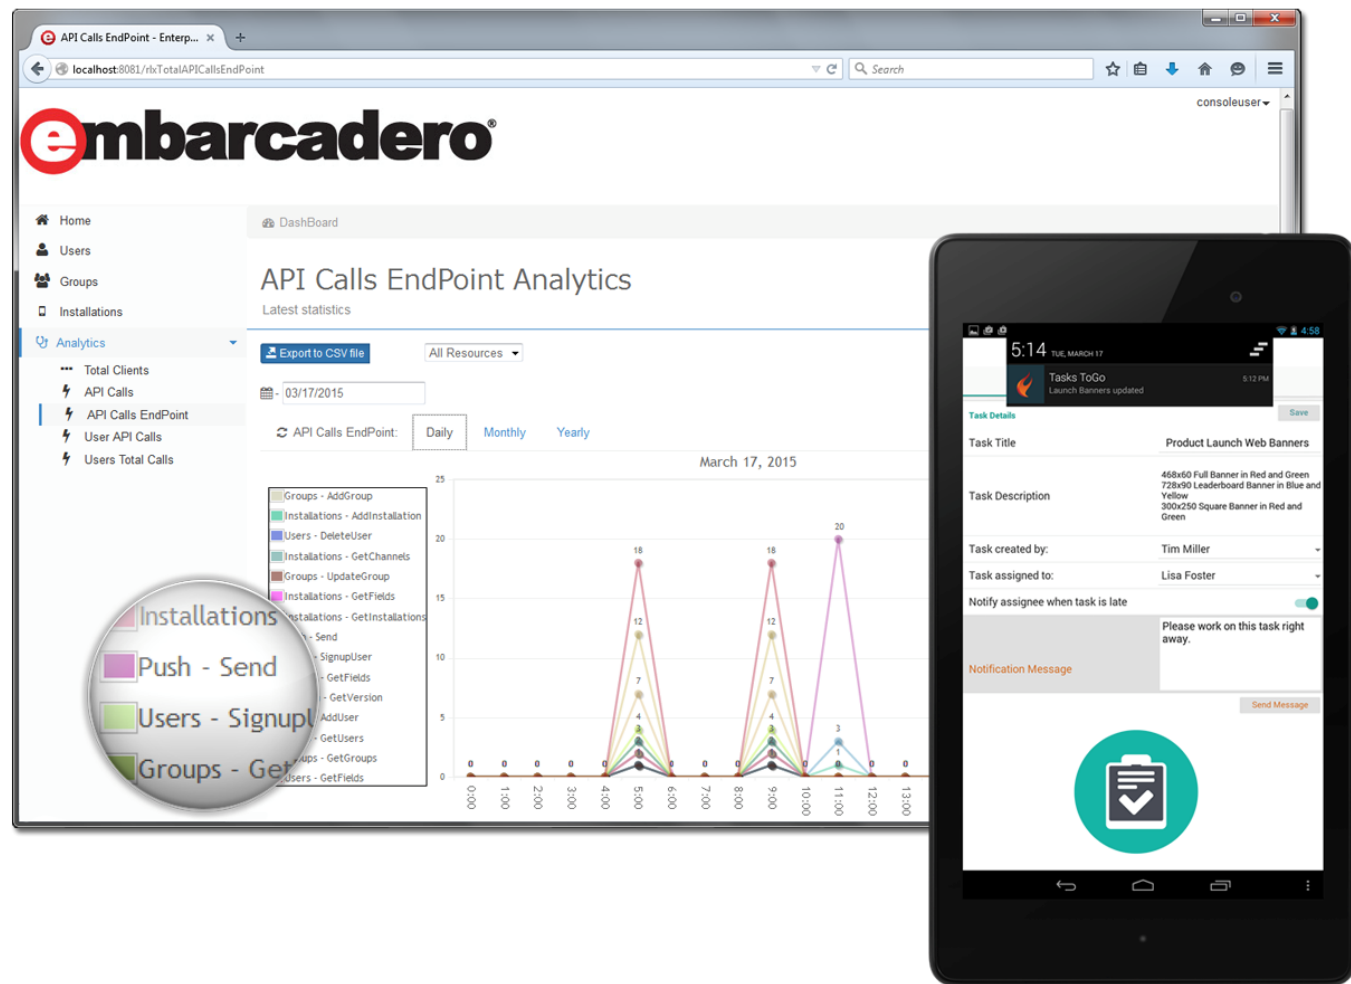 API Calls EndPoint - Enterp...
localhost:8081/rlxTotalAPICallsEndPoint
Search
consoleuser
embarcadero®
Home
Users
Groups
Installations
Analytics
Total Clients
API Calls
API Calls EndPoint
User API Calls
Users Total Calls
DashBoard
API Calls EndPoint Analytics
Latest statistics
Export to CSV file
All Resources
03/17/2015
API Calls EndPoint:
Daily
Monthly
Yearly
March 17, 2015
Groups - AddGroup
Installations - AddInstallation
Users - DeleteUser
Installations - GetChannels
Groups - UpdateGroup
Installations - GetFields
Installations - GetInstallations
- Send
- SignupUser
- GetFields
- GetVersion
AddUser
- GetUsers
- GetGroups
Users - GetFields
Installations
Push - Send
Users - Signup
Groups - Get
25
20
15
10
5
0
18
12
7
4
3
1
18
12
7
4
3
1
20
3
1
0 0 0 0 0 0 0 0 0 0 0 0 0 0
0:00
1:00
2:00
3:00
4:00
5:00
6:00
7:00
8:00
9:00
10:00
11:00
12:00
13:00
4:58
5:14 TUE, MARCH 17
Tasks ToGo
5:12 PM
Launch Banners updated
Task Details
Save
Task Title
Product Launch Web Banners
Task Description
468x60 Full Banner in Red and Green
728x90 Leaderboard Banner in Blue and
Yellow
300x250 Square Banner in Red and
Green
Task created by:
Tim Miller
Task assigned to:
Lisa Foster
Notify assignee when task is late
Notification Message
Please work on this task right
away.
Send Message